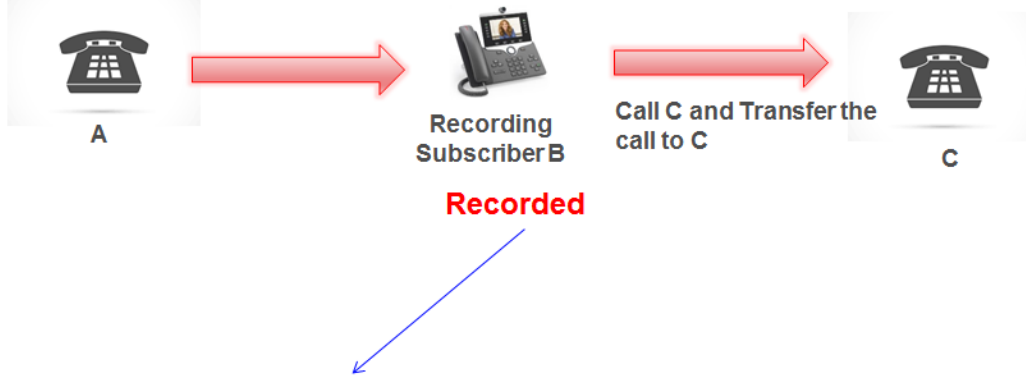 A
Recording
Subscriber B
Call C and Transfer the
call to C
C
Recorded